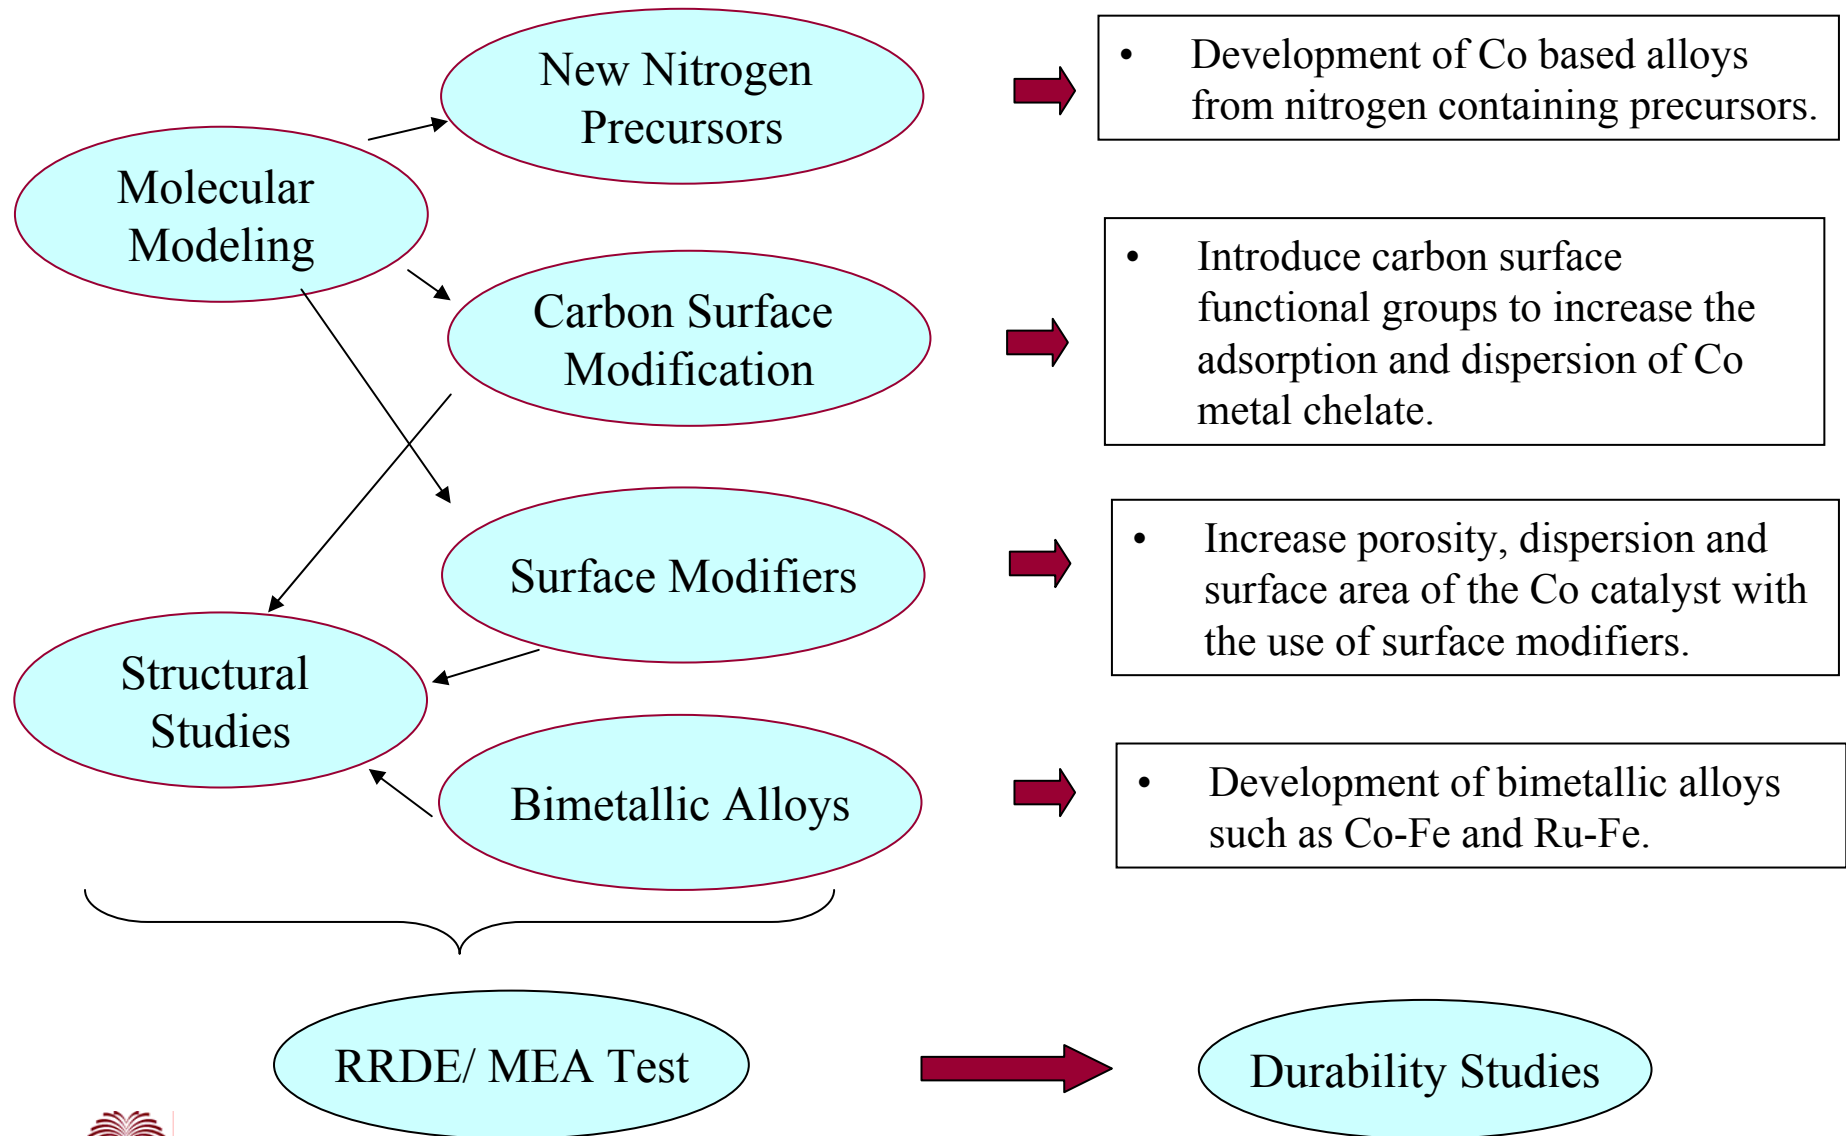 New Nitrogen
Precursors
• Development of Co based alloys
from nitrogen containing precursors.
Molecular
Modeling
Carbon Surface
Modification
• Introduce carbon surface
functional groups to increase the
adsorption and dispersion of Co
metal chelate.
Surface Modifiers
• Increase porosity, dispersion and
surface area of the Co catalyst with
the use of surface modifiers.
Structural
Studies
Bimetallic Alloys
• Development of bimetallic alloys
such as Co-Fe and Ru-Fe.
RRDE/ MEA Test
Durability Studies